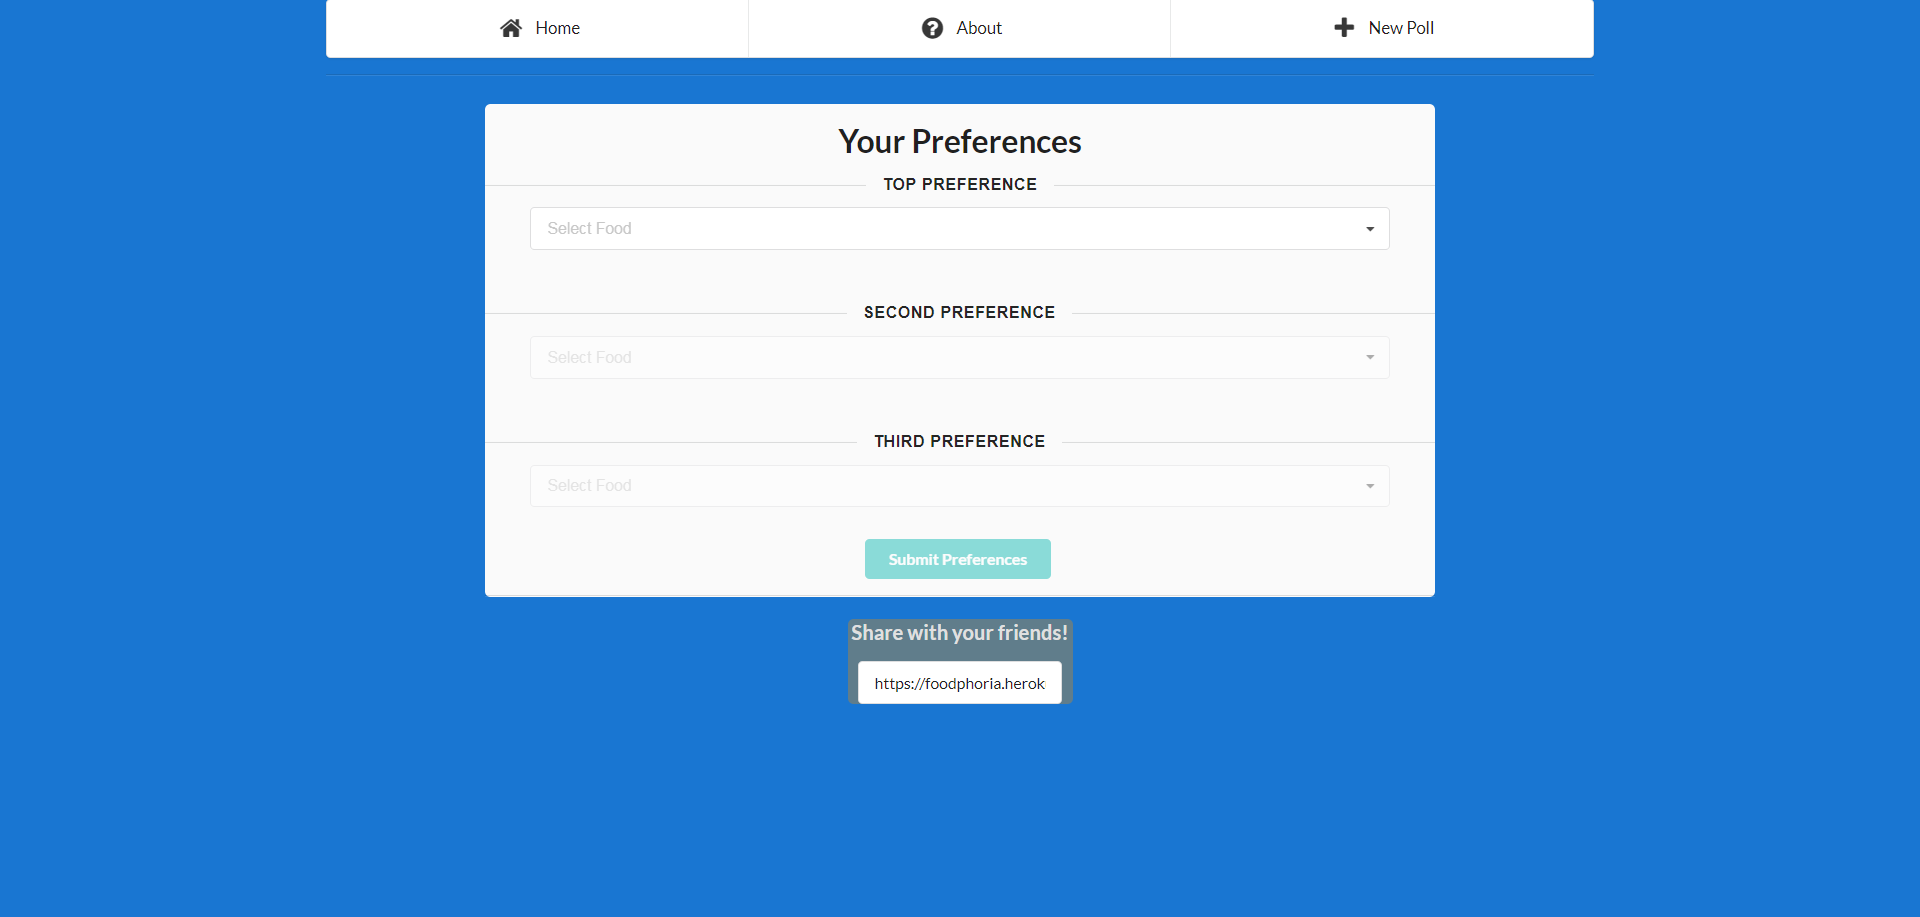 Home
About
New Poll
Your Preferences
TOP PREFERENCE
Select Food
SECOND PREFERENCE
Select Food
THIRD PREFERENCE
Select Food
Submit Preferences
Share with your friends!
https://foodphoria.herok